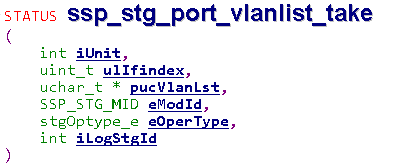 STATUS ssp_stg_port_vlanlist_take
(
int iUnit,
uint_t ulIfindex,
uchar_t * pucVlanLst,
SSP_STG_MID eModId,
stgOptype_e eOperType,
int iLogStgId
)